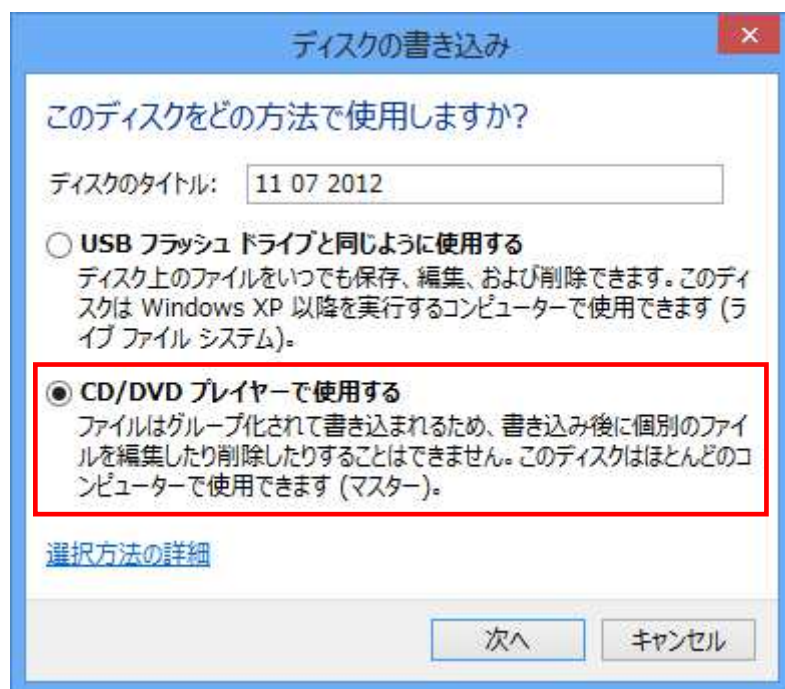 ディスクの書き込み
このディスクをどの方法で使用しますか?
ディスクのタイトル: 11 07 2012
USB フラッシュ ドライブと同じように使用する
ディスク上のファイルをいつでも保存、編集、および削除できます。このディ
スクは Windows XP 以降を実行するコンピューターで使用できます (ラ
イブ ファイル システム)。
CD/DVD プレイヤーで使用する
ファイルはグループ化されて書き込まれるため、書き込み後に個別のファイ
ルを編集したり削除したりすることはできません。このディスクはほとんどのコ
ンピューターで使用できます (マスター)。
選択方法の詳細
次へ キャンセル